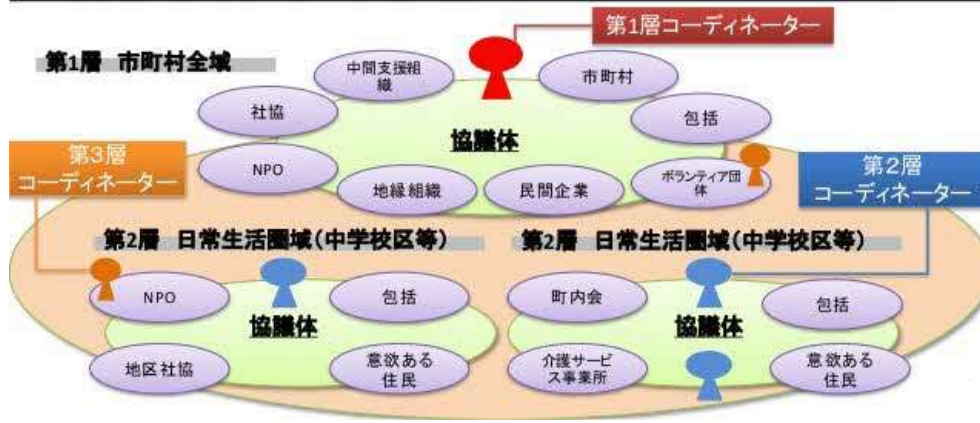 第1層コーディネーター
第1層 市町村全域
中間支援組
織
市町村
社協
包括
協議体
第3層
コーディネーター
NPO
地縁組織
民間企業
ボランティア団
体
第2層
コーディネーター
第2層 日常生活圏域(中学校区等)
第2層 日常生活圏域(中学校区等)
NPO
包括
協議体
地区社協
意欲ある
住民
町内会
包括
協議体
介護サービ
ス事業所
意欲ある
住民